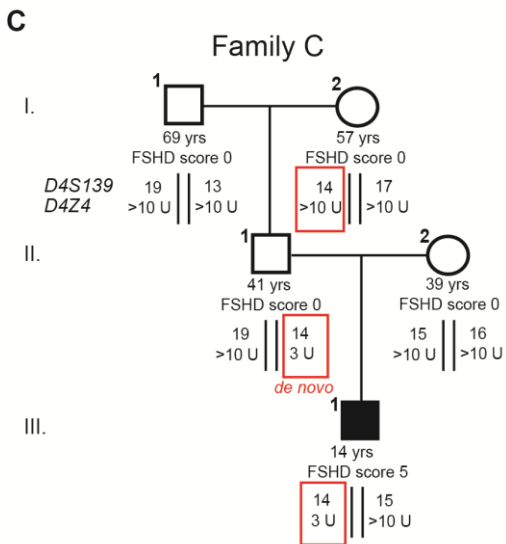 C
Family C
I.
1 2
69 yrs 57 yrs
FSHD score 0 FSHD score 0
D4S139 19 13 14 17
D4Z4 >10 U >10 U >10 U >10 U
II.
1 2
41 yrs 39 yrs
FSHD score 0 FSHD score 0
19 14 15 16
>10 U 3 U >10 U >10 U
de novo
III.
1
14 yrs
FSHD score 5
14 15
3 U >10 U